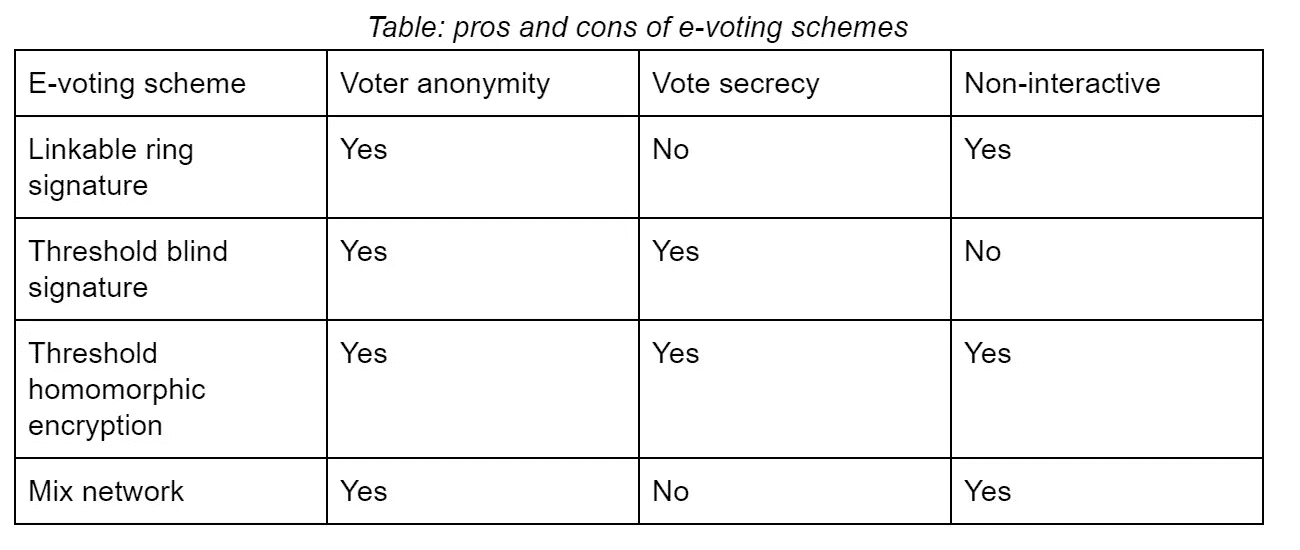 Table: pros and cons of e-voting schemes
E-voting scheme Voter anonymity Vote secrecy Non-interactive
Linkable ring Yes No Yes
signature
Threshold blind Yes Yes No
signature
Threshold Yes Yes Yes
homomorphic
encryption
Mix network Yes No Yes